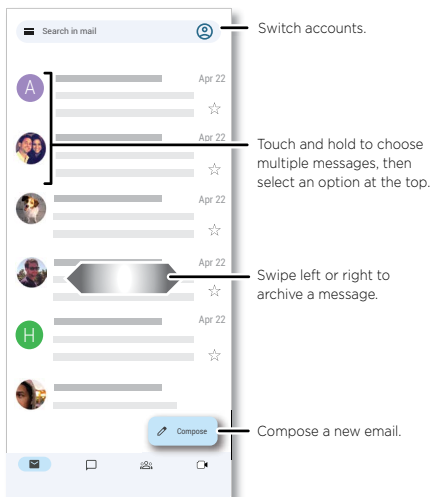 Search in mail
Switch accounts.
A
Apr 22
Apr 22
Touch and hold to choose
multiple messages, then
select an option at the top.
Apr 22
Apr 22
Swipe left or right to
archive a message.
H
Apr 22
Compose
Compose a new email.